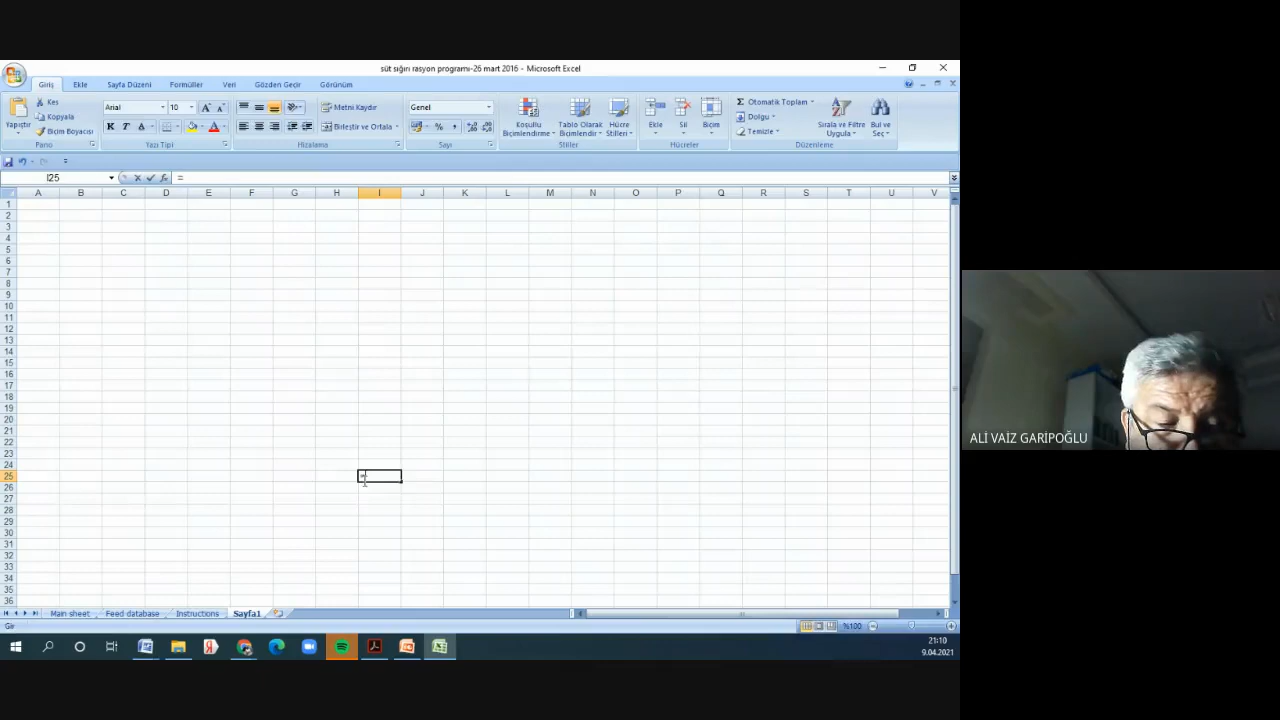 süt sığırı rasyon programı-26 mart 2016 - Microsoft Excel
Giriş Ekle Sayfa Düzeni Formüller Veri Gözden Geçir Görünüm
Yapıştır
Kes
Kopyala
Biçim Boyacısı
Pano
Arial 10
K T A
Yazı Tipi
Metni Kaydır
Birleştir ve Ortala
Hizalama
Genel
% ,
Sayı
Koşullu Biçimlendirme
Tablo Olarak Biçimlendir
Hücre Stilleri
Stiller
Ekle
Sil
Biçim
Hücreler
Σ Otomatik Toplam
Dolgu
Temizle
Sırala ve Filtre Uygula
Bul ve Seç
Düzenleme
I25 fx =
A B C D E F G H I J K L M N O P Q R S T U V
1
2
3
4
5
6
7
8
9
10
11
12
13
14
15
16
17
18
19
20
21
22
23
24
25 =
26
27
28
29
30
31
32
33
34
35
36
Main sheet Feed database Instructions Sayfa1
Gir %100
21:10
9.04.2021
ALİ VAİZ GARİPOĞLU